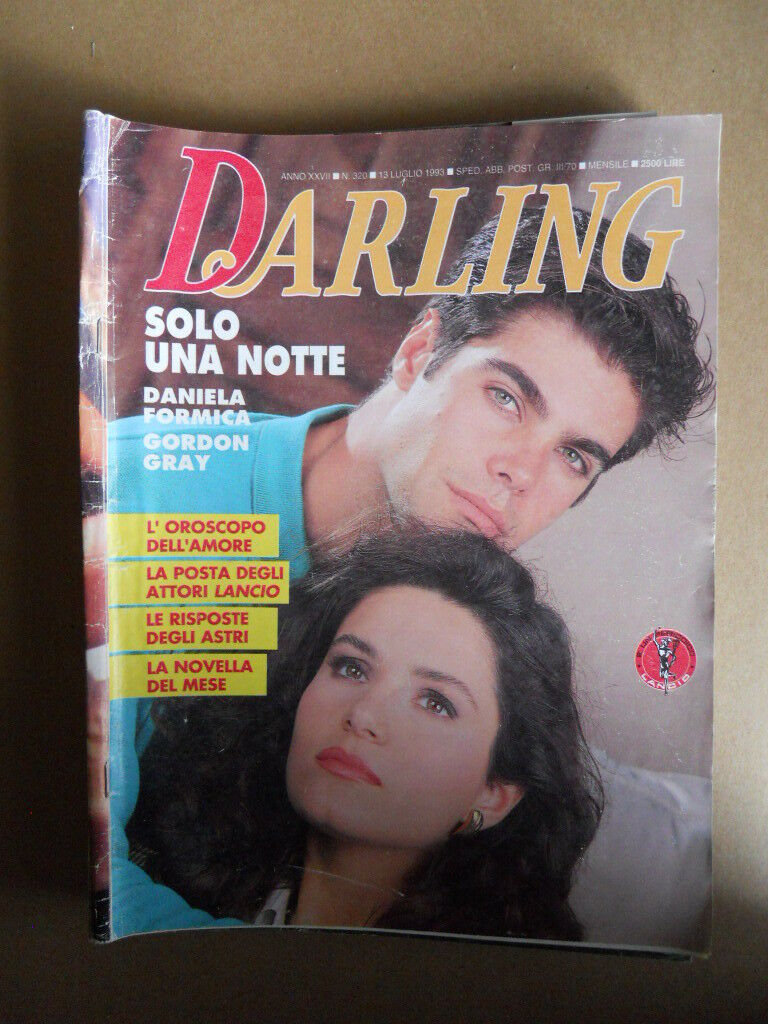 ANNO XXVII ■ N. 320 ■ 13 LUGLIO 1993 ■ SPED. ABB. POST. GR. III/70 ■ MENSILE ■ 2500 LIRE
DARLING
SOLO
UNA NOTTE
DANIELA
FORMICA
GORDON
GRAY
L' OROSCOPO
DELL'AMORE
LA POSTA DEGLI
ATTORI LANCIO
LE RISPOSTE
DEGLI ASTRI
LA NOVELLA
DEL MESE
LANCIO